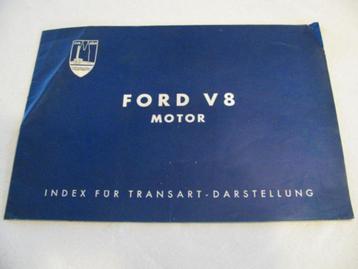 FORD V8
MOTOR
INDEX FÜR TRANSART-DARSTELLUNG